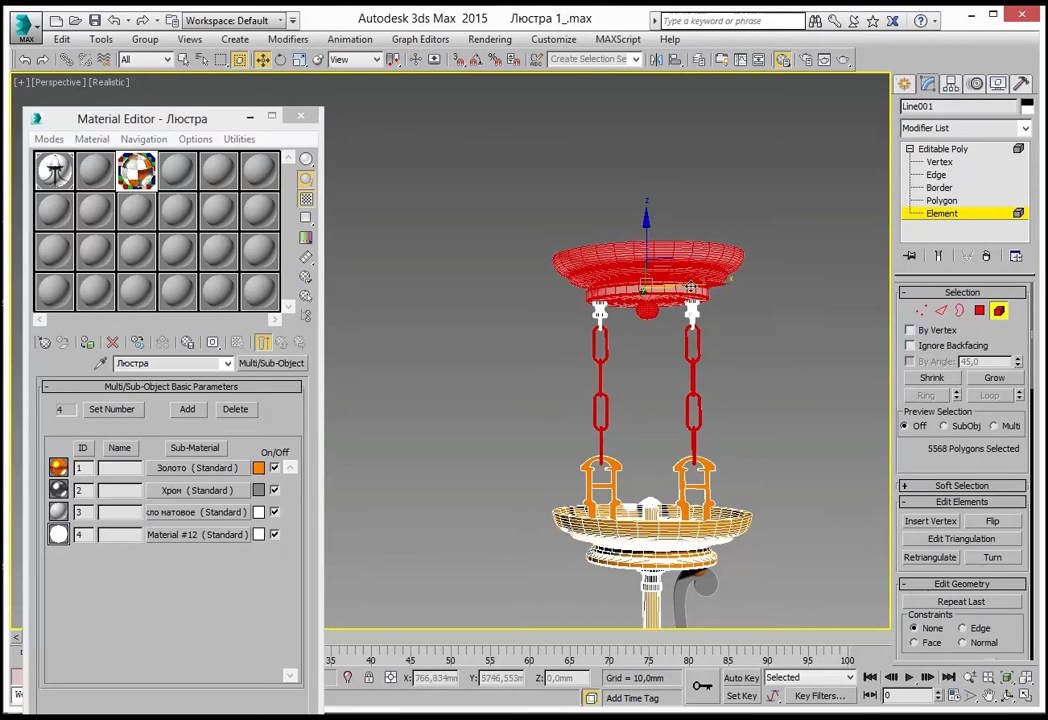 MAX
Workspace: Default
Autodesk 3ds Max 2015
Люстра 1_.max
Type a keyword or phrase
Edit
Tools
Group
Views
Create
Modifiers
Animation
Graph Editors
Rendering
Customize
MAXScript
Help
All
View
Create Selection Se
[+] [Perspective] [Realistic]
Material Editor - Люстра
Modes
Material
Navigation
Options
Utilities
Люстра
Multi/Sub-Object
Multi/Sub-Object Basic Parameters
4
Set Number
Add
Delete
ID
Name
Sub-Material
On/Off
1
Золото (Standard)
2
Хром (Standard)
3
сло матовое (Standard)
4
Material #12 (Standard)
z
Line001
Modifier List
Editable Poly
Vertex
Edge
Border
Polygon
Element
Selection
By Vertex
Ignore Backfacing
By Angle:
45,0
Shrink
Grow
Ring
Loop
Preview Selection
Off
SubObj
Multi
5568 Polygons Selected
Soft Selection
Edit Elements
Insert Vertex
Flip
Edit Triangulation
Retriangulate
Turn
Edit Geometry
Repeat Last
Constraints
None
Edge
Face
Normal
35 40 45 50 55 60 65 70 75 80 85 90 95 100
X: 766,834mm
Y: 5746,553m
Z: 0,0mm
Grid = 10,0mm
Add Time Tag
Auto Key
Selected
Set Key
Key Filters...
0